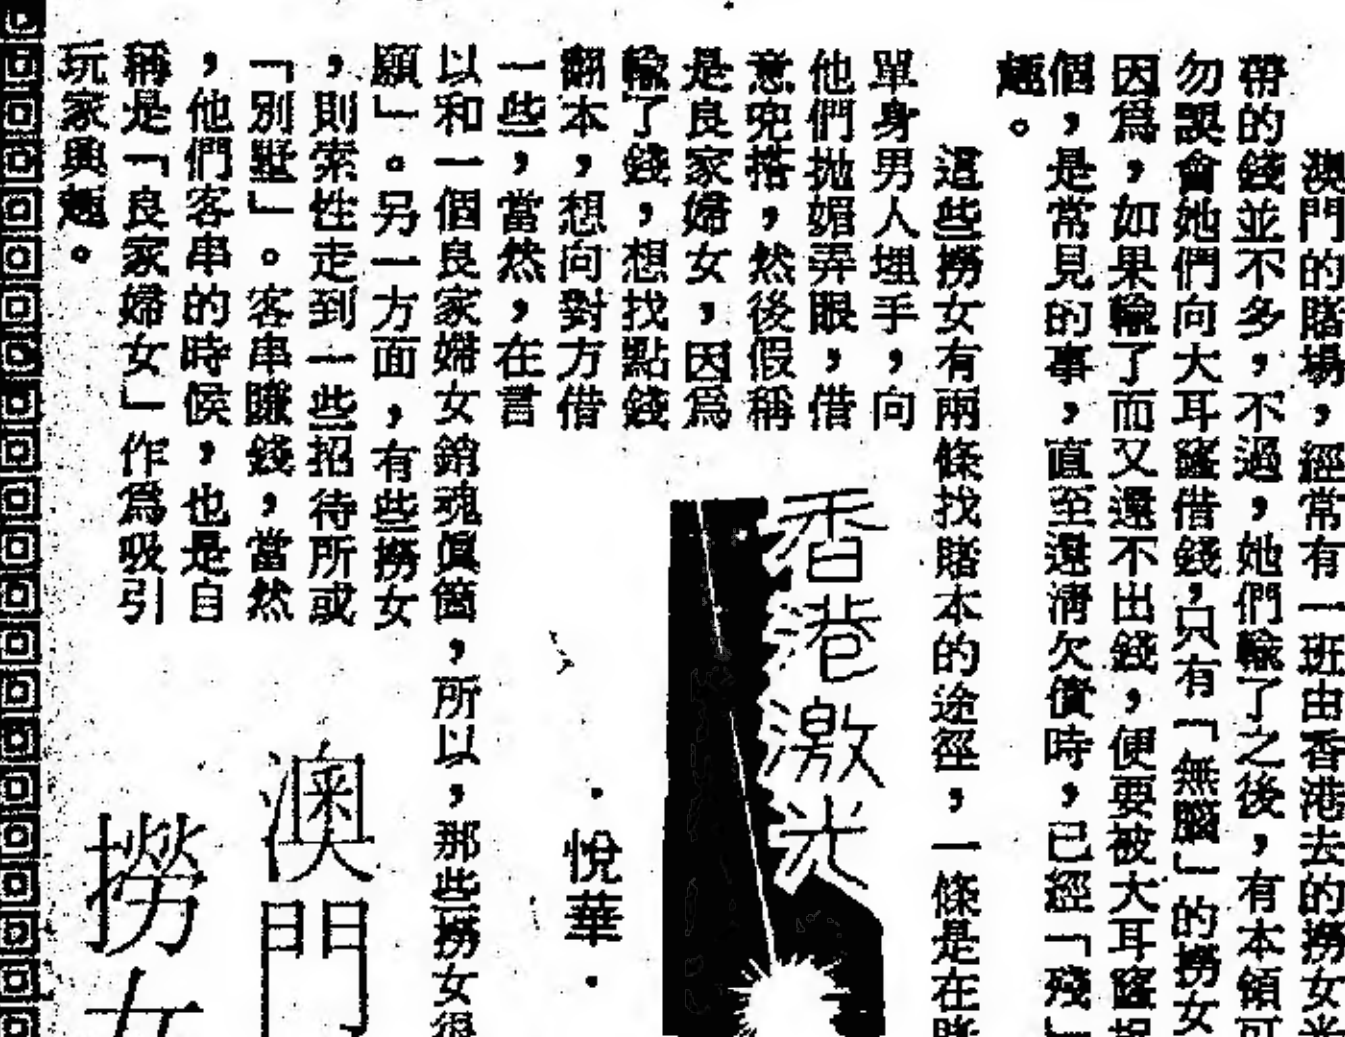 澳門的賭場，經常有一班由香港去的撈女光
帶的錢並不多，不過，她們輸了之後，有本領可
勿誤會她們向大耳窿借錢，只有「無腦」的撈女
因爲，如果輸了而又還不出錢，便要被大耳窿捉
個，是常見的事，直至還清欠債時，已經「殘」
趣。
這些撈女有兩條找賭本的途徑，一條是在賭
單身男人埋手，向
他們拋媚弄眼，借
意兜搭，然後假稱
是良家婦女，因爲
輸了錢，想找點錢
翻本，想向對方借
一些，當然，在言
以和一個良家婦女銷魂眞箇，所以，那些撈女很
願」。另一方面，有些撈女
，則索性走到一些招待所或
「別墅」。客串賺錢，當然
，他們客串的時候，也是自
稱是「良家婦女」作爲吸引
玩家興趣。
香港激光
·悅華·
澳門
撈女